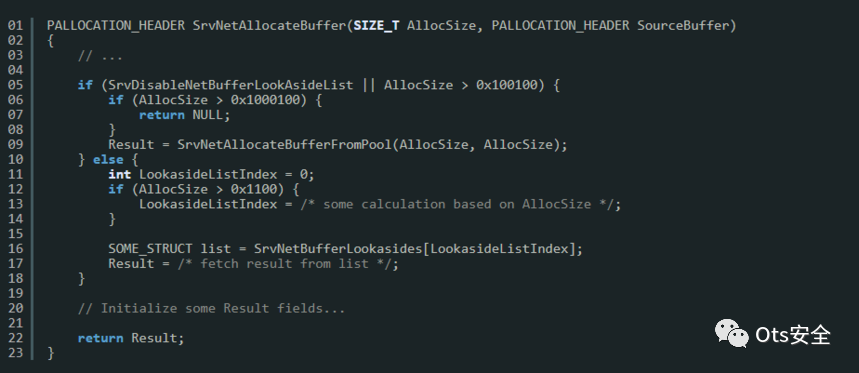 01 PALLOCATION_HEADER SrvNetAllocateBuffer(SIZE_T AllocSize, PALLOCATION_HEADER SourceBuffer)
02 {
03     // ...
04
05     if (SrvDisableNetBufferLookAsideList || AllocSize > 0x100100) {
06         if (AllocSize > 0x1000100) {
07             return NULL;
08         }
09         Result = SrvNetAllocateBufferFromPool(AllocSize, AllocSize);
10     } else {
11         int LookasideListIndex = 0;
12         if (AllocSize > 0x1100) {
13             LookasideListIndex = /* some calculation based on AllocSize */;
14         }
15
16         SOME_STRUCT list = SrvNetBufferLookasides[LookasideListIndex];
17         Result = /* fetch result from list */;
18     }
19
20     // Initialize some Result fields...
21
22     return Result;
23 }
Ots安全